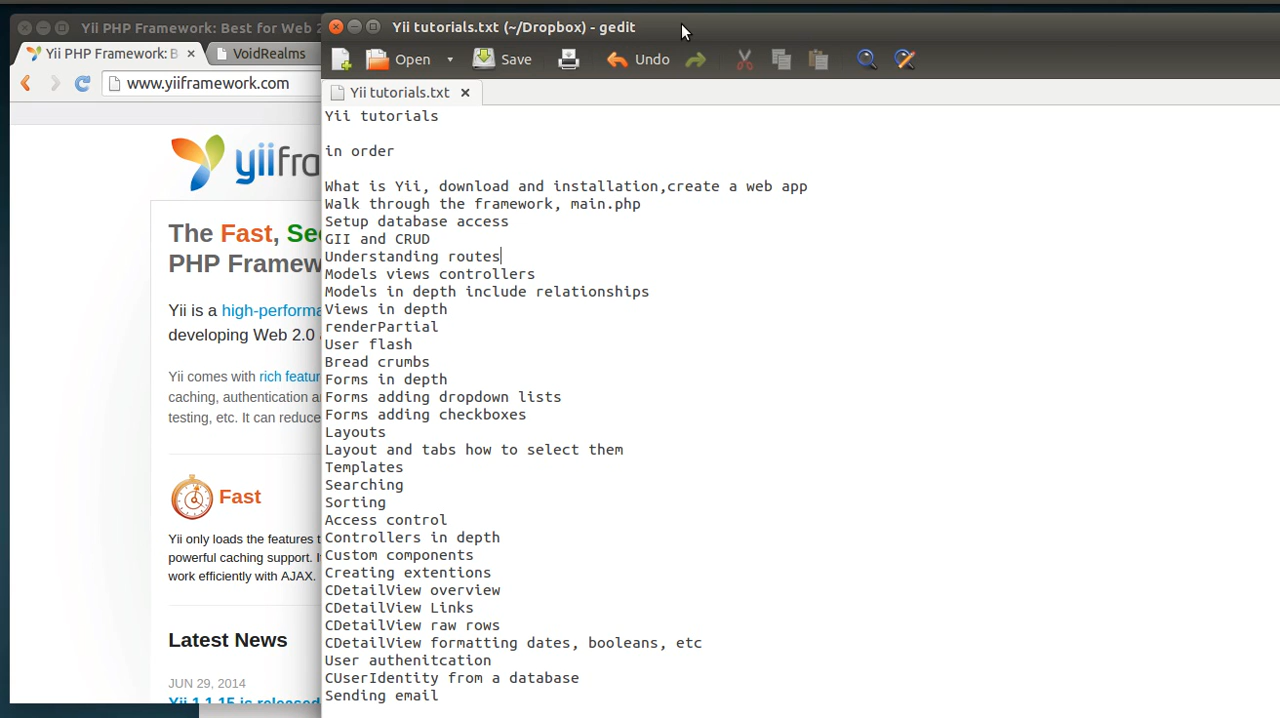 Yii PHP Framework: Best for Web 2
Yii tutorials.txt (~/Dropbox) - gedit
Yii PHP Framework: B
VoidRealms
Open
Save
Undo
www.yiiframework.com
Yii tutorials.txt
Yii tutorials
in order
What is Yii, download and installation,create a web app
Walk through the framework, main.php
Setup database access
GII and CRUD
Understanding routes
Models views controllers
Models in depth include relationships
Views in depth
renderPartial
User flash
Bread crumbs
Forms in depth
Forms adding dropdown lists
Forms adding checkboxes
Layouts
Layout and tabs how to select them
Templates
Searching
Sorting
Access control
Controllers in depth
Custom components
Creating extentions
CDetailView overview
CDetailView Links
CDetailView raw rows
CDetailView formatting dates, booleans, etc
User authenitcation
CUserIdentity from a database
Sending email
yiifra
The Fast, Se
PHP Framew
Yii is a high-performa
developing Web 2.0
Yii comes with rich featu
caching, authentication a
testing, etc. It can reduce
Fast
Yii only loads the features t
powerful caching support. I
work efficiently with AJAX.
Latest News
JUN 29, 2014
Yii 1.1.15 is released